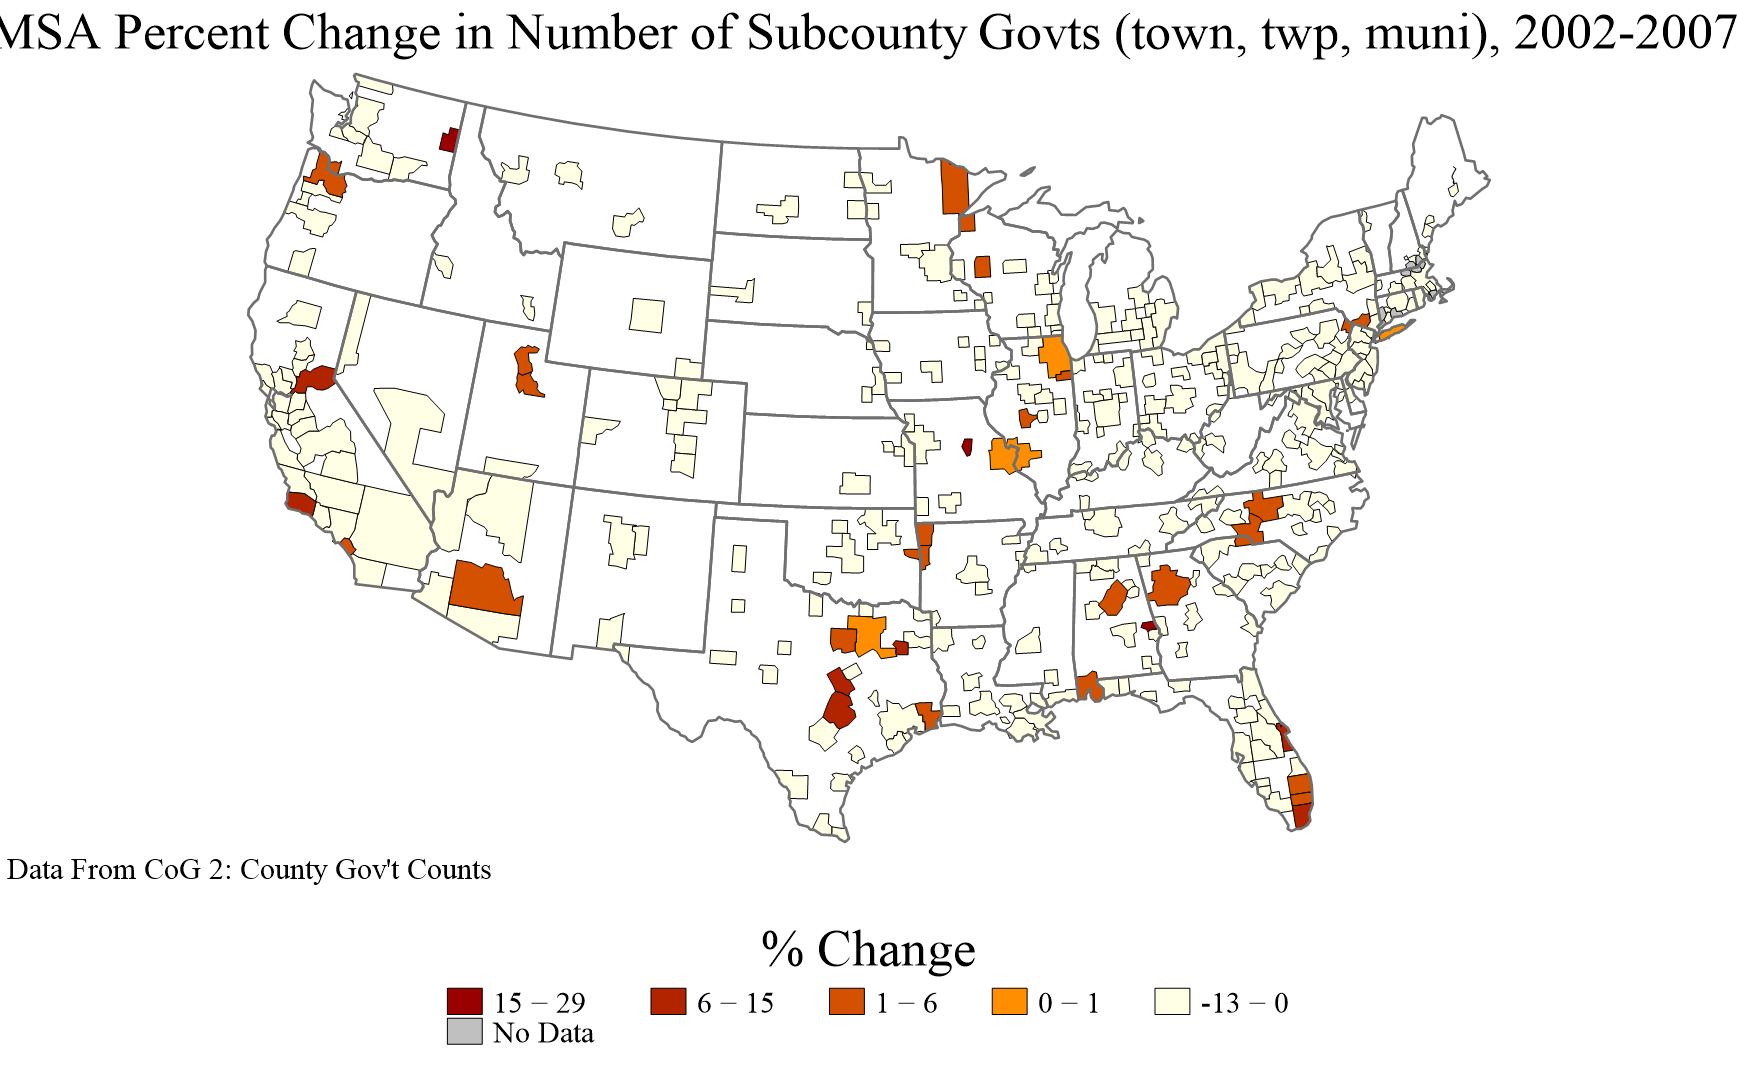 MSA Percent Change in Number of Subcounty Govts (town, twp, muni), 2002-2007
Data From CoG 2: County Gov't Counts
% Change
15 – 29
6 – 15
1 – 6
0 – 1
-13 – 0
No Data